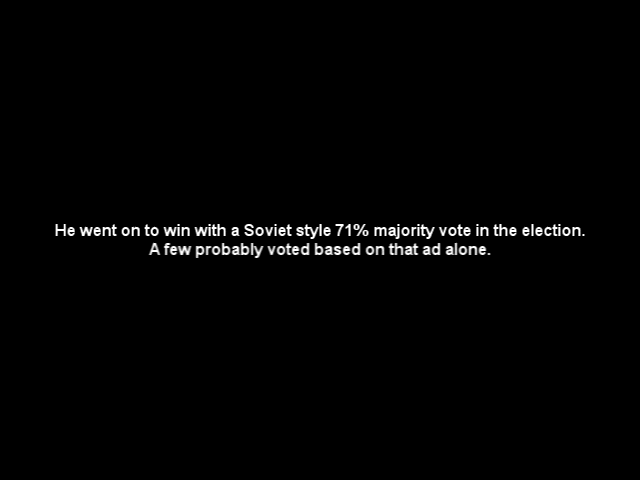 He went on to win with a Soviet style 71% majority vote in the election.
A few probably voted based on that ad alone.